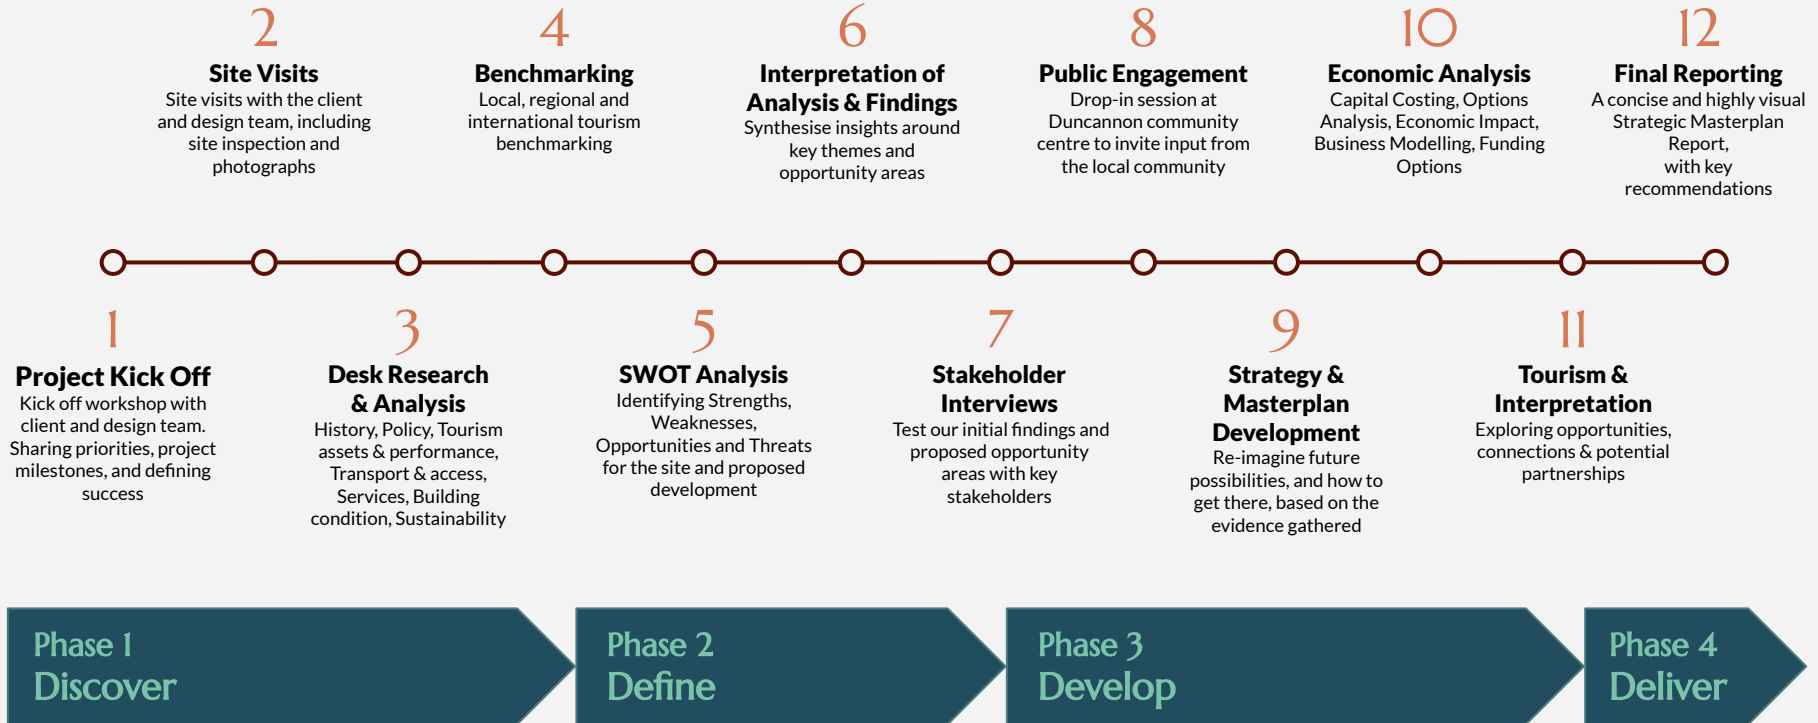 2
Site Visits
Site visits with the client
and design team, including
site inspection and
photographs
4
Benchmarking
Local, regional and
international tourism
benchmarking
6
Interpretation of
Analysis & Findings
Synthesise insights around
key themes and
opportunity areas
8
Public Engagement
Drop-in session at
Duncannon community
centre to invite input from
the local community
10
Economic Analysis
Capital Costing, Options
Analysis, Economic Impact,
Business Modelling, Funding
Options
12
Final Reporting
A concise and highly visual
Strategic Masterplan
Report,
with key
recommendations
1
Project Kick Off
Kick off workshop with
client and design team.
Sharing priorities, project
milestones, and defining
success
3
Desk Research
& Analysis
History, Policy, Tourism
assets & performance,
Transport & access,
Services, Building
condition, Sustainability
5
SWOT Analysis
Identifying Strengths,
Weaknesses,
Opportunities and Threats
for the site and proposed
development
7
Stakeholder
Interviews
Test our initial findings and
proposed opportunity
areas with key
stakeholders
9
Strategy &
Masterplan
Development
Re-imagine future
possibilities, and how to
get there, based on the
evidence gathered
11
Tourism &
Interpretation
Exploring opportunities,
connections & potential
partnerships
Phase 1
Discover
Phase 2
Define
Phase 3
Develop
Phase 4
Deliver